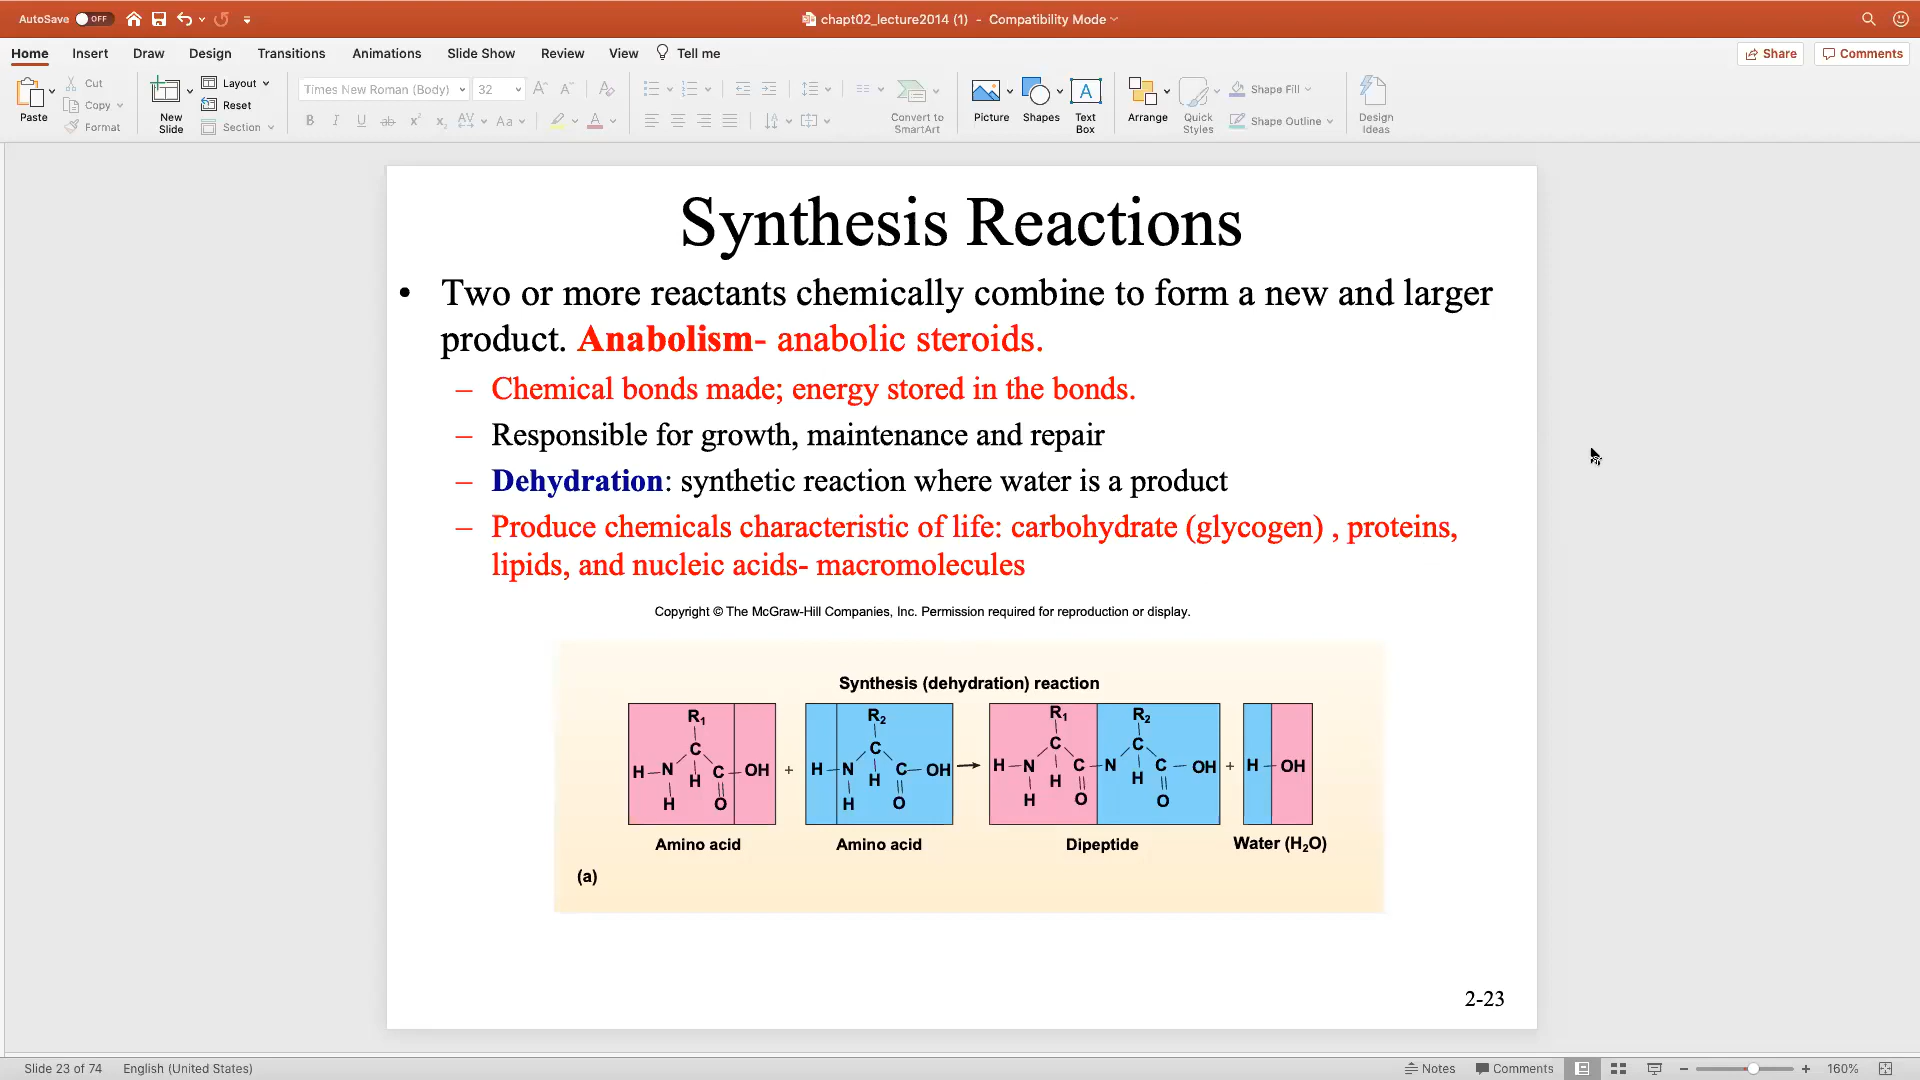 AutoSave OFF
chapt02_lecture2014 (1) - Compatibility Mode
Home Insert Draw Design Transitions Animations Slide Show Review View Tell me
Share Comments
Paste
Cut
Copy
Format
New
Slide
Layout
Reset
Section
Times New Roman (Body) 32
B I U ab x² x₂ AV Aa A
Convert to
SmartArt
Picture
Shapes
Text
Box
Arrange
Quick
Styles
Shape Fill
Shape Outline
Design
Ideas
Synthesis Reactions
• Two or more reactants chemically combine to form a new and larger
product. Anabolism- anabolic steroids.
– Chemical bonds made; energy stored in the bonds.
– Responsible for growth, maintenance and repair
– Dehydration: synthetic reaction where water is a product
– Produce chemicals characteristic of life: carbohydrate (glycogen) , proteins,
lipids, and nucleic acids- macromolecules
Copyright © The McGraw-Hill Companies, Inc. Permission required for reproduction or display.
Synthesis (dehydration) reaction
R₁ R₂ R₁ R₂
C C C C
H N C OH + H N C OH → H N C N C OH + H OH
H H H H
H O H O H O O
Amino acid Amino acid Dipeptide Water (H₂O)
(a)
2-23
Slide 23 of 74 English (United States)
Notes Comments 160%